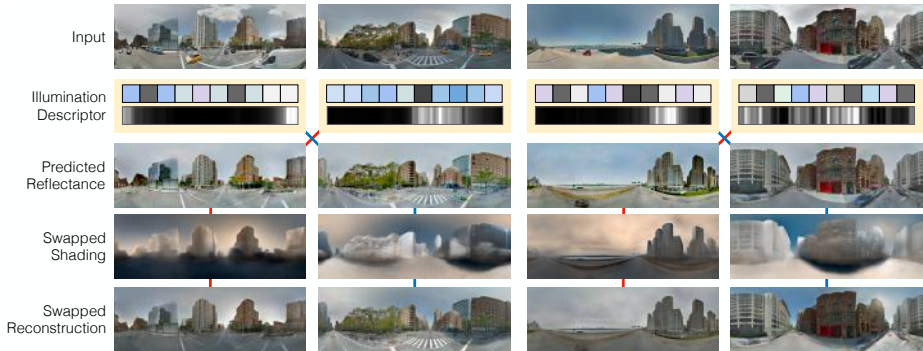 Input
Illumination
Descriptor
Predicted
Reflectance
Swapped
Shading
Swapped
Reconstruction